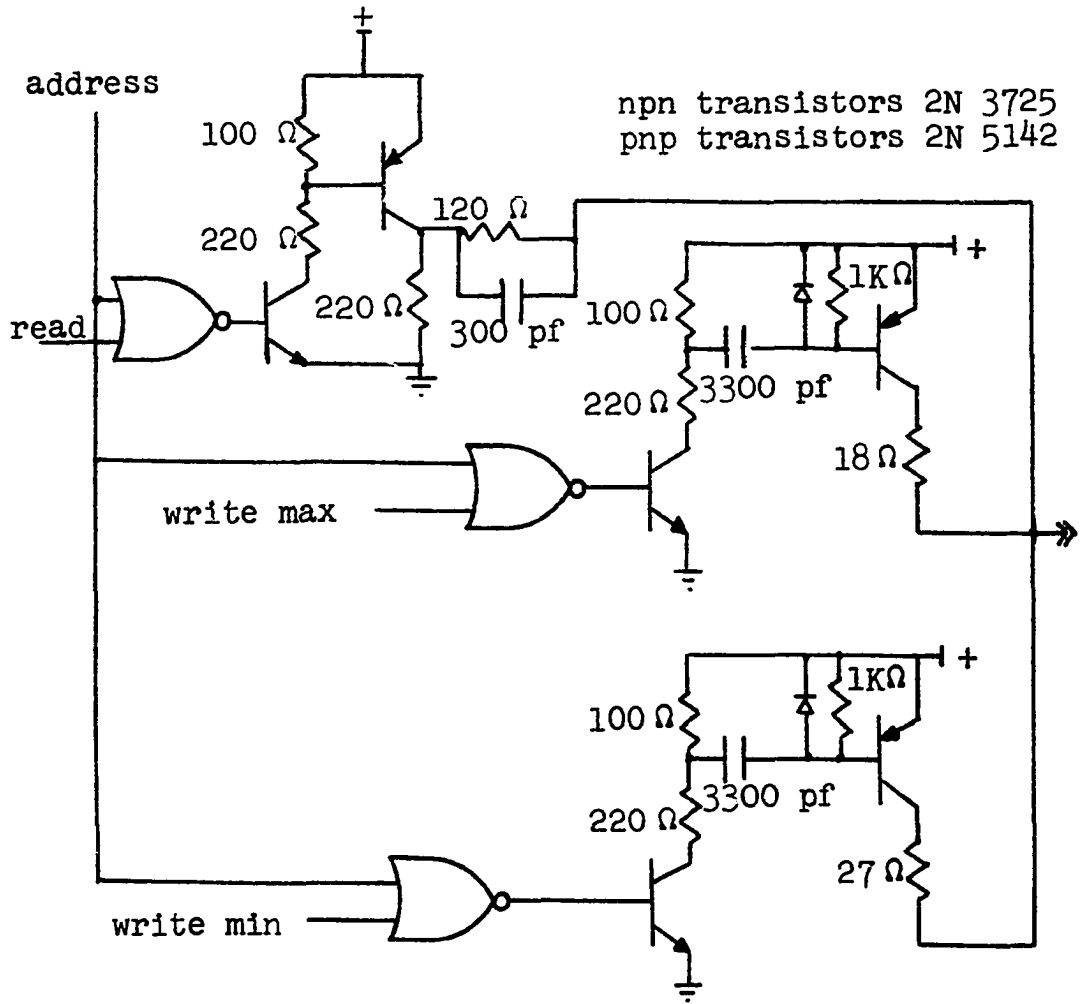 +
address
npn transistors 2N 3725
pnp transistors 2N 5142
100 Ω
120 Ω
220 Ω
+
1KΩ
220 Ω
100 Ω
read
300 pf
3300 pf
220 Ω
18 Ω
write max
+
1KΩ
100 Ω
3300 pf
220 Ω
27 Ω
write min